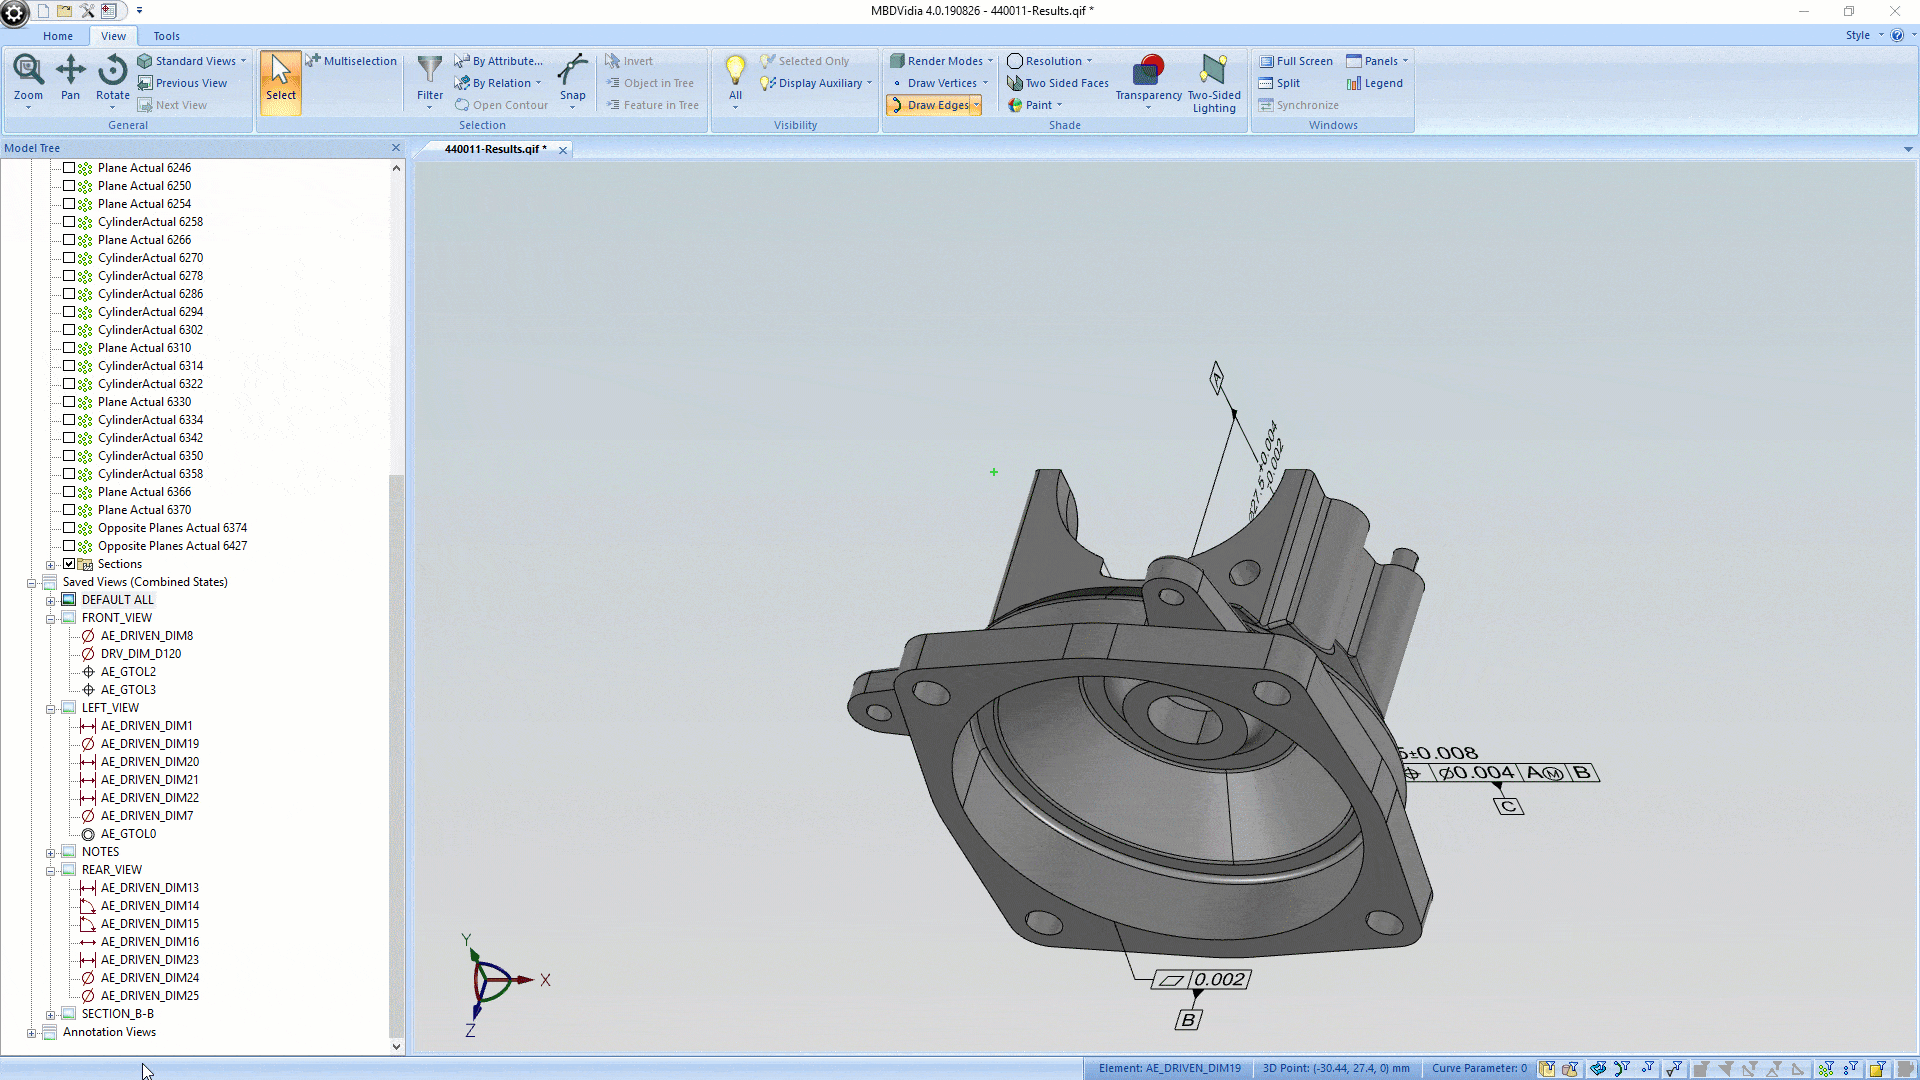 MBDVidia 4.0.190826 - 440011-Results.qif *
Home View Tools Style
Zoom Pan Rotate
Standard Views
Previous View
Next View
General
Select
Multiselection
Filter
By Attribute...
By Relation
Open Contour
Snap
Invert
Object in Tree
Feature in Tree
Selection
All
Selected Only
Display Auxiliary
Visibility
Render Modes
Draw Vertices
Draw Edges
Resolution
Two Sided Faces
Paint
Transparency
Two-Sided
Lighting
Shade
Full Screen
Split
Synchronize
Panels
Legend
Windows
Model Tree
440011-Results.qif *
Plane Actual 6246
Plane Actual 6250
Plane Actual 6254
CylinderActual 6258
Plane Actual 6266
CylinderActual 6270
CylinderActual 6278
CylinderActual 6286
CylinderActual 6294
CylinderActual 6302
Plane Actual 6310
CylinderActual 6314
CylinderActual 6322
Plane Actual 6330
CylinderActual 6334
CylinderActual 6342
CylinderActual 6350
CylinderActual 6358
Plane Actual 6366
Plane Actual 6370
Opposite Planes Actual 6374
Opposite Planes Actual 6427
Sections
Saved Views (Combined States)
DEFAULT ALL
FRONT_VIEW
AE_DRIVEN_DIM8
DRV_DIM_D120
AE_GTOL2
AE_GTOL3
LEFT_VIEW
AE_DRIVEN_DIM1
AE_DRIVEN_DIM19
AE_DRIVEN_DIM20
AE_DRIVEN_DIM21
AE_DRIVEN_DIM22
AE_DRIVEN_DIM7
AE_GTOL0
NOTES
REAR_VIEW
AE_DRIVEN_DIM13
AE_DRIVEN_DIM14
AE_DRIVEN_DIM15
AE_DRIVEN_DIM16
AE_DRIVEN_DIM23
AE_DRIVEN_DIM24
AE_DRIVEN_DIM25
SECTION_B-B
Annotation Views
A
⌀27.5 +0.004
-0.002
5±0.008
⌖ ⌀0.004 AⓂ B
C
⏥ 0.002
B
Y
X
Z
Element: AE_DRIVEN_DIM19 3D Point: (-30.44, 27.4, 0) mm Curve Parameter: 0